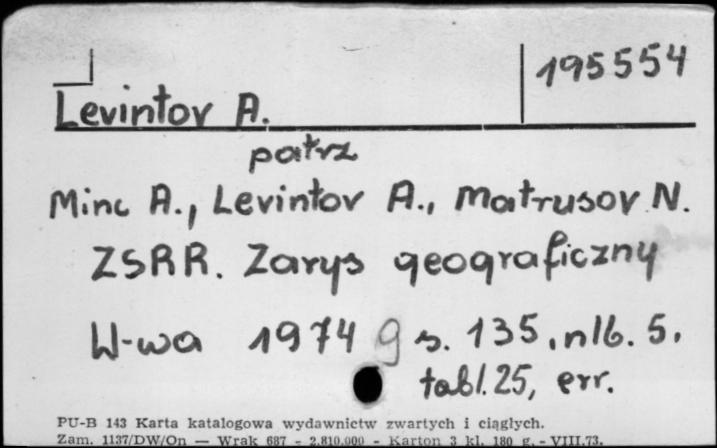 195554
Levintov A.
patrz
Minc A., Levintov A., Matrusov N.
ZSRR. Zarys geograficzny
W-wa 1974 g s. 135, nlb. 5.
tabl. 25, err.
PU-B 143 Karta katalogowa wydawnictw zwartych i ciągłych.
Zam. 1137/DW/On — Wrak 687 - 2.810.000 - Karton 3 kl. 180 g. - VIII.73.